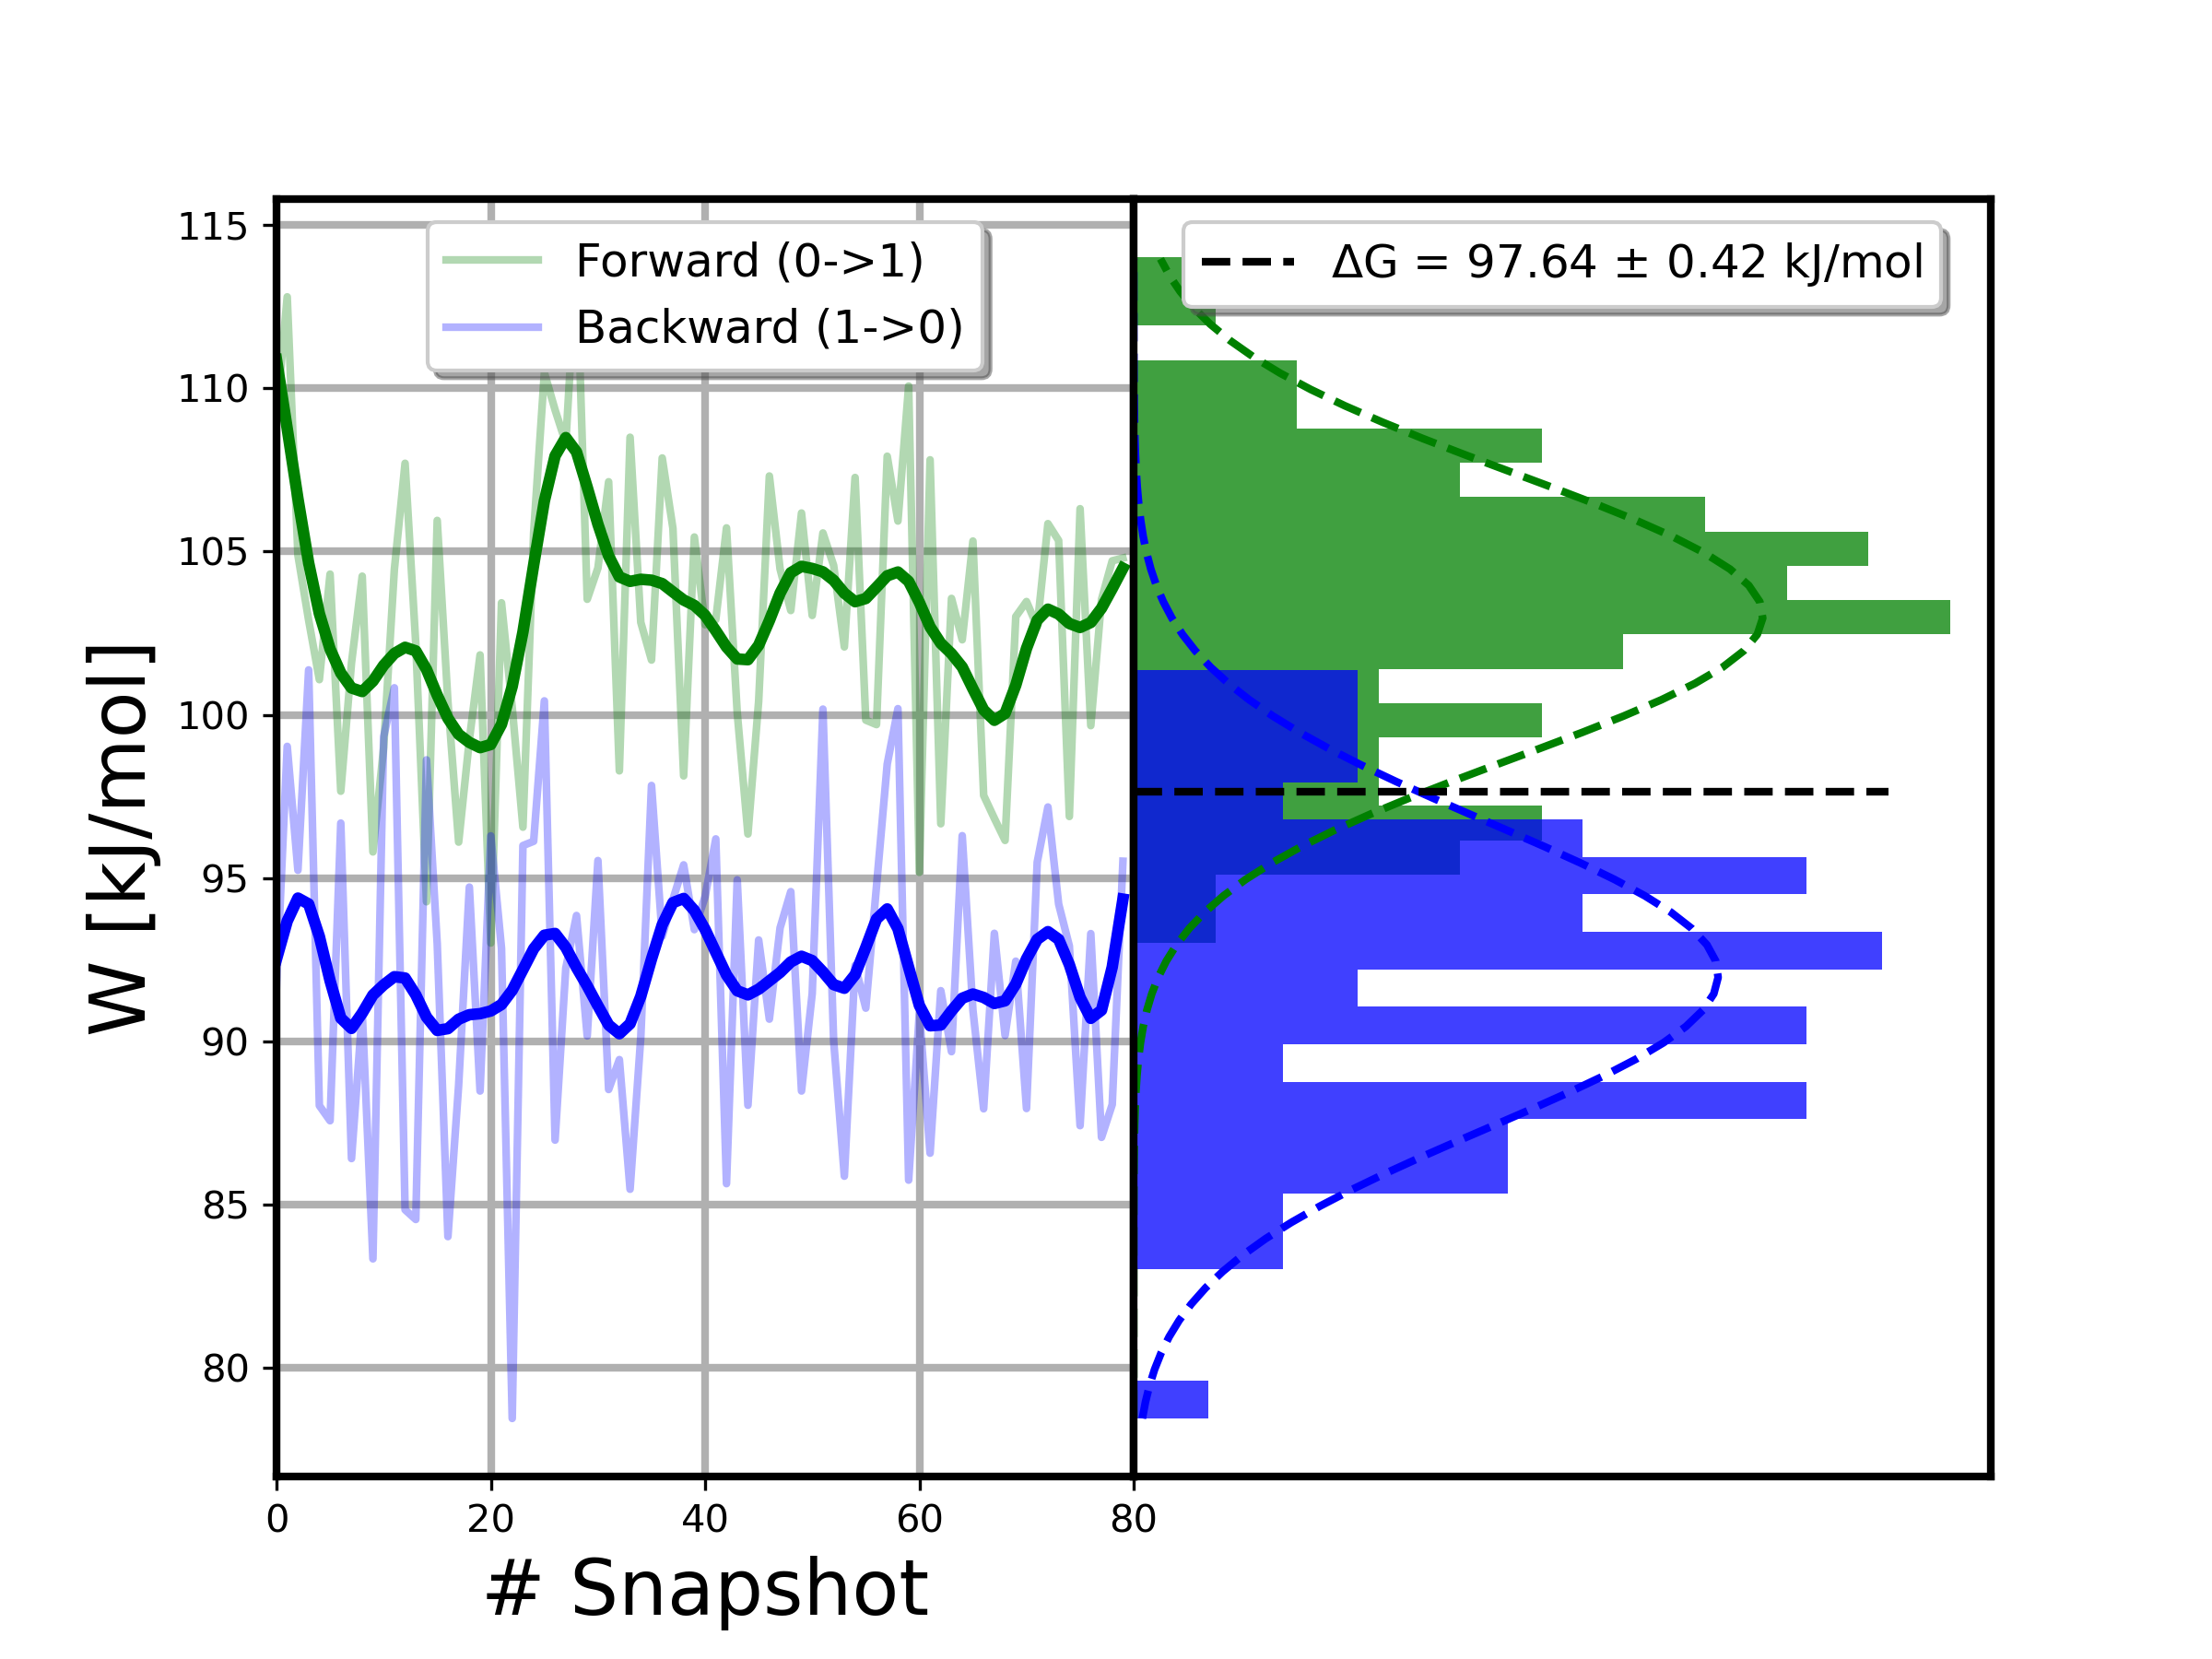 115
110
105
100
95
90
85
80
W [kJ/mol]
Forward (0->1)
Backward (1->0)
ΔG = 97.64 ± 0.42 kJ/mol
0 20 40 60 80
# Snapshot